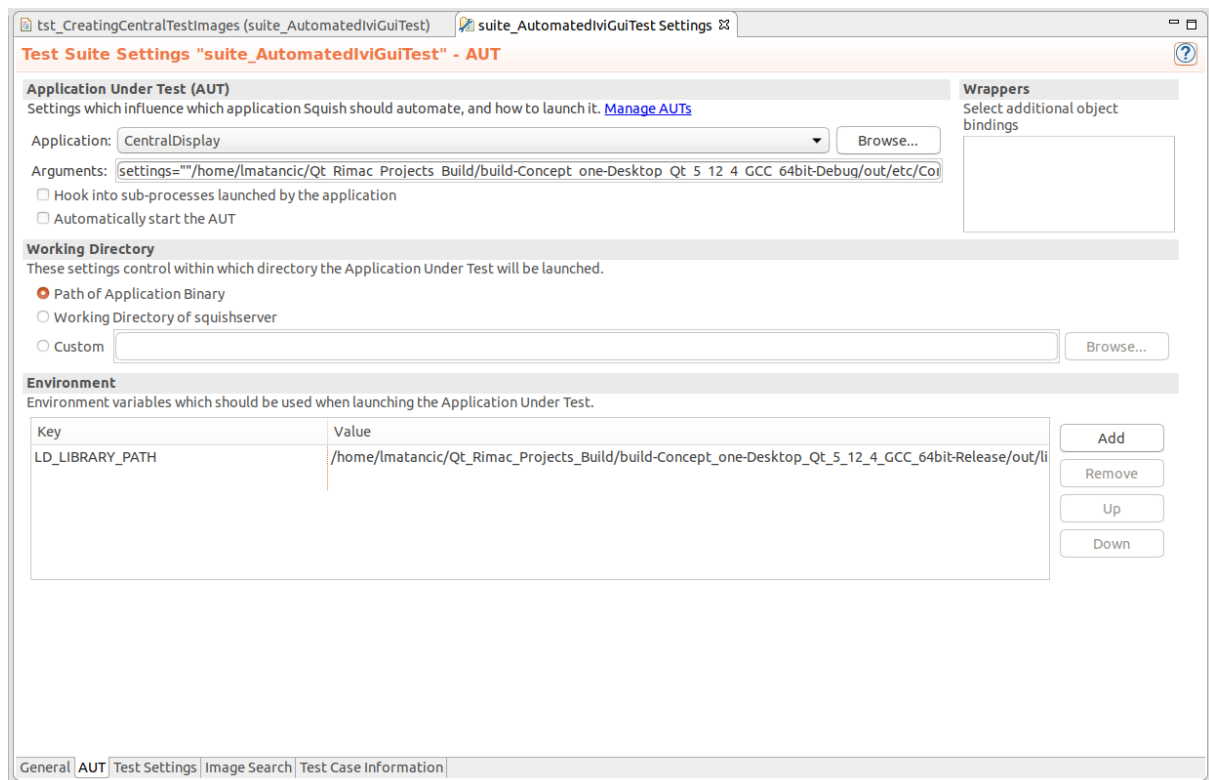 tst_CreatingCentralTestImages (suite_AutomatedIviGuiTest)
suite_AutomatedIviGuiTest Settings
Test Suite Settings "suite_AutomatedIviGuiTest" - AUT
Application Under Test (AUT)
Settings which influence which application Squish should automate, and how to launch it. Manage AUTs
Application: CentralDisplay Browse...
Arguments: settings=""/home/lmatancic/Qt_Rimac_Projects_Build/build-Concept_one-Desktop_Qt_5_12_4_GCC_64bit-Debug/out/etc/Con
Hook into sub-processes launched by the application
Automatically start the AUT
Wrappers
Select additional object
bindings
Working Directory
These settings control within which directory the Application Under Test will be launched.
Path of Application Binary
Working Directory of squishserver
Custom Browse...
Environment
Environment variables which should be used when launching the Application Under Test.
Key Value
LD_LIBRARY_PATH /home/lmatancic/Qt_Rimac_Projects_Build/build-Concept_one-Desktop_Qt_5_12_4_GCC_64bit-Release/out/li
Add
Remove
Up
Down
General AUT Test Settings Image Search Test Case Information